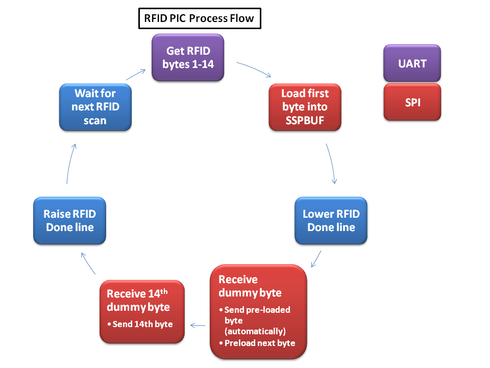 RFID PIC Process Flow
Get RFID
bytes 1-14
UART
SPI
Load first
byte into
SSPBUF
Lower RFID
Done line
Receive
dummy byte
•Send pre-loaded
byte
(automatically)
•Preload next byte
Receive 14th
dummy byte
•Send 14th byte
Raise RFID
Done line
Wait for
next RFID
scan